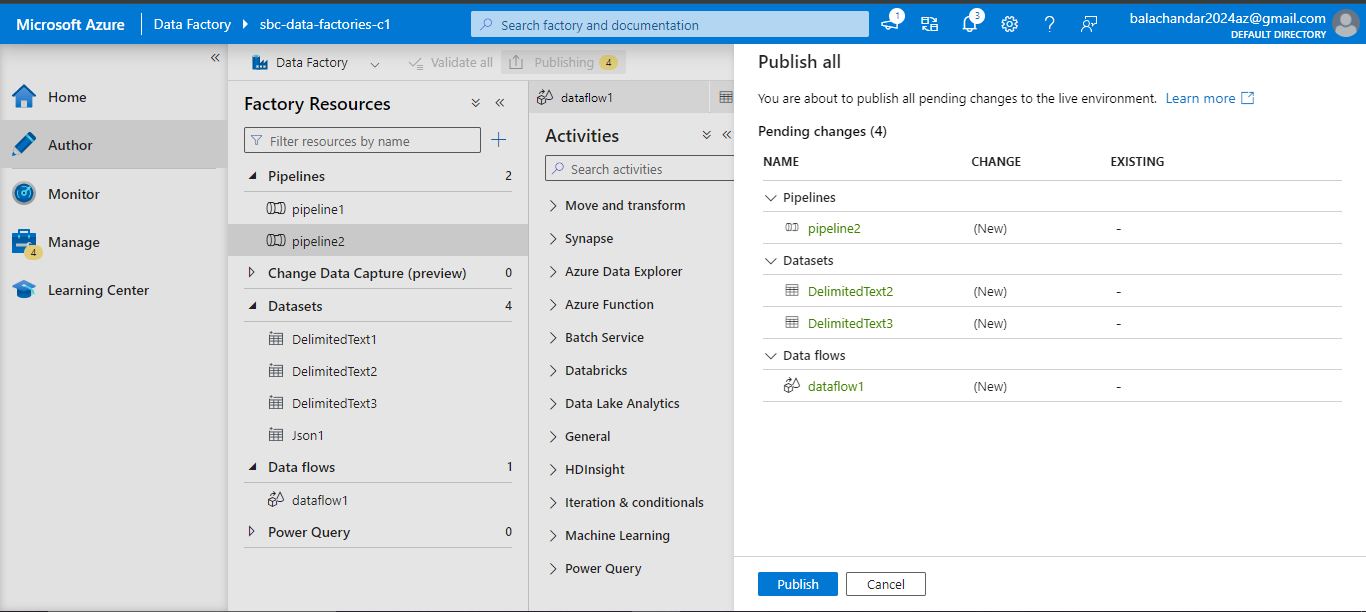 Microsoft Azure
Data Factory
sbc-data-factories-c1
Search factory and documentation
1
3
balachandar2024az@gmail.com
DEFAULT DIRECTORY
Home
Author
Monitor
Manage
4
Learning Center
Data Factory
Validate all
Publishing
4
Factory Resources
Filter resources by name
Pipelines 2
pipeline1
pipeline2
Change Data Capture (preview) 0
Datasets 4
DelimitedText1
DelimitedText2
DelimitedText3
Json1
Data flows 1
dataflow1
Power Query 0
dataflow1
Activities
Search activities
Move and transform
Synapse
Azure Data Explorer
Azure Function
Batch Service
Databricks
Data Lake Analytics
General
HDInsight
Iteration & conditionals
Machine Learning
Power Query
Publish all
You are about to publish all pending changes to the live environment. Learn more
Pending changes (4)
NAME CHANGE EXISTING
Pipelines
pipeline2 (New) -
Datasets
DelimitedText2 (New) -
DelimitedText3 (New) -
Data flows
dataflow1 (New) -
Publish
Cancel